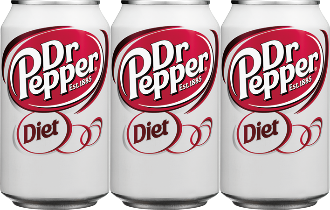 Dr
Pepper
EST. 1885
Diet
Dr
Pepper
EST. 1885
Diet
Dr
Pepper
EST. 1885
Diet